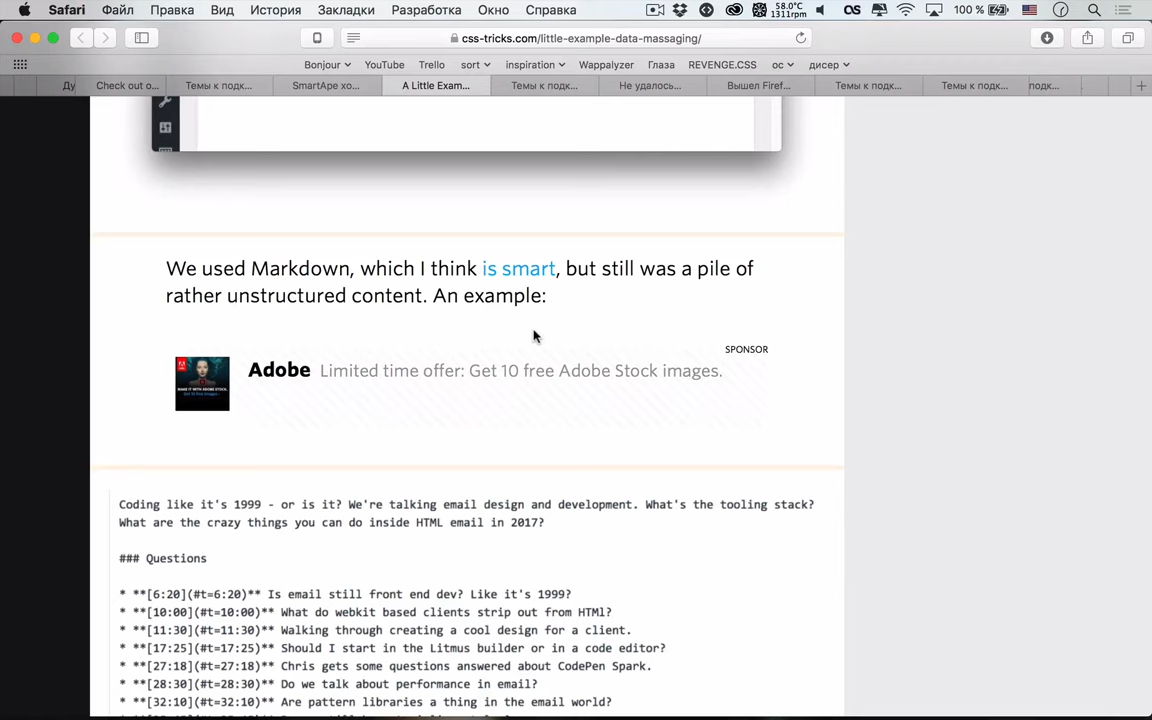 Safari Файл Правка Вид История Закладки Разработка Окно Справка 58.0°C 1311rpm 100 %
css-tricks.com/little-example-data-massaging/
Bonjour YouTube Trello sort inspiration Wappalyzer Глаза REVENGE.CSS ос дисер
Ду Check out o... Темы к подк... SmartApe хо... A Little Exam... Темы к подк... Не удалось... Вышел Firef... Темы к подк... Темы к подк... подк...
We used Markdown, which I think is smart, but still was a pile of
rather unstructured content. An example:
SPONSOR
Adobe Limited time offer: Get 10 free Adobe Stock images.
Coding like it's 1999 - or is it? We're talking email design and development. What's the tooling stack?
What are the crazy things you can do inside HTML email in 2017?
### Questions
* **[6:20](#t=6:20)** Is email still front end dev? Like it's 1999?
* **[10:00](#t=10:00)** What do webkit based clients strip out from HTMl?
* **[11:30](#t=11:30)** Walking through creating a cool design for a client.
* **[17:25](#t=17:25)** Should I start in the Litmus builder or in a code editor?
* **[27:18](#t=27:18)** Chris gets some questions answered about CodePen Spark.
* **[28:30](#t=28:30)** Do we talk about performance in email?
* **[32:10](#t=32:10)** Are pattern libraries a thing in the email world?